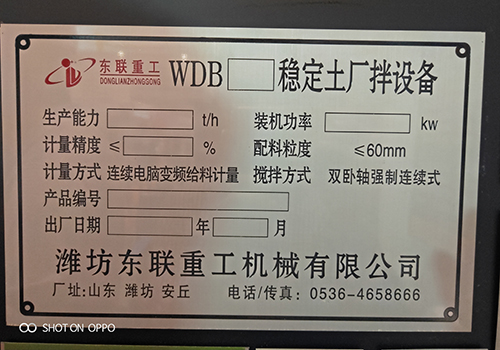 东联重工 WDB 稳定土厂拌设备
DONGLIANZHONGGONG
生产能力 t/h 装机功率 kw
计量精度 ≤ % 配料粒度 ≤60mm
计量方式 连续电脑变频给料计量 搅拌方式 双卧轴强制连续式
产品编号
出厂日期 年 月
潍坊东联重工机械有限公司
厂址:山东 潍坊 安丘 电话/传真: 0536-4658666
SHOT ON OPPO